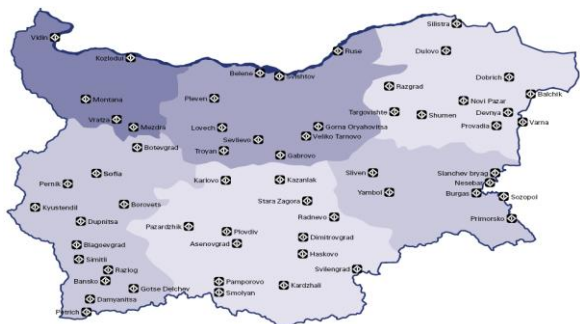 Silistra
Vidin
Ruse
Dulovo
Kozlodui
Belene
Svishtov
Dobrich
Razgrad
Balchik
Montana
Pleven
Novi Pazar
Targovishte
Shumen
Devnya
Vratza
Varna
Mezdra
Lovech
Gorna Oryahovitsa
Provadia
Veliko Tarnovo
Sevlievo
Botevgrad
Troyan
Gabrovo
Sofia
Sliven
Slanchev bryag
Karlovo
Kazanlak
Pernik
Nesebar
Yambol
Burgas
Sozopol
Stara Zagora
Kyustendil
Borovets
Radnevo
Primorsko
Dupnitsa
Pazardzhik
Plovdiv
Dimitrovgrad
Blagoevgrad
Asenovgrad
Haskovo
Simitli
Razlog
Svilengrad
Bansko
Pamporovo
Gotse Delchev
Kardzhali
Smolyan
Damyanitsa
Petrich